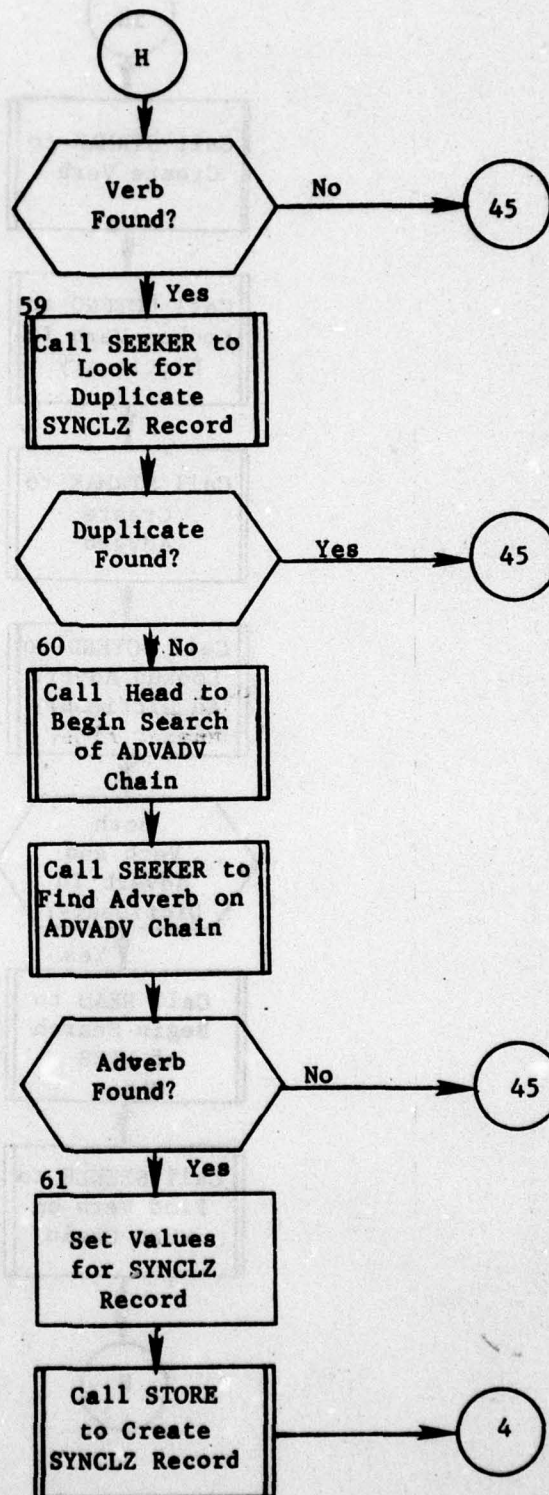 H
Verb
Found?
No
45
Yes
59
Call SEEKER to
Look for
Duplicate
SYNCLZ Record
Duplicate
Found?
Yes
45
60
No
Call Head to
Begin Search
of ADVADV
Chain
Call SEEKER to
Find Adverb on
ADVADV Chain
Adverb
Found?
No
45
Yes
61
Set Values
for SYNCLZ
Record
Call STORE
to Create
SYNCLZ Record
4